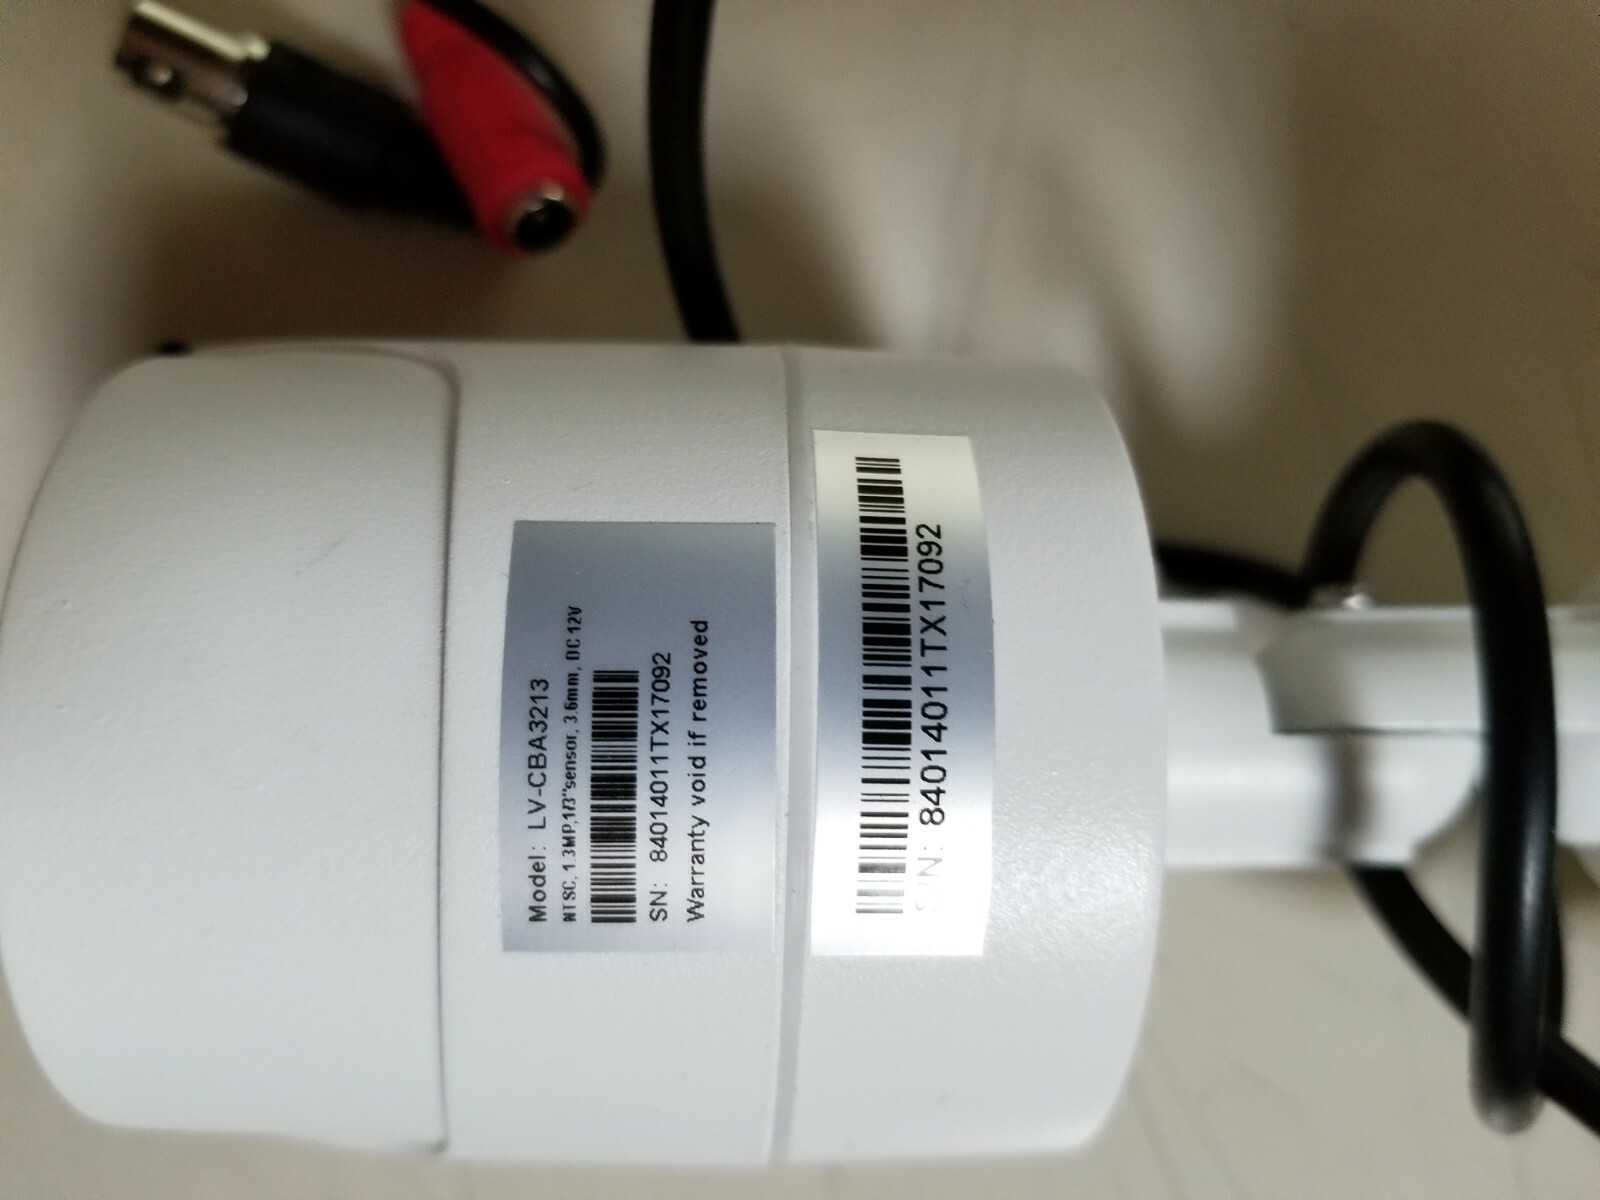 Model: LV-CBA3213
NTSC, 1.3MP,1/3"sensor, 3.6mm, DC 12V
SN: 84014011TX17092
Warranty void if removed
S/N: 84014011TX17092